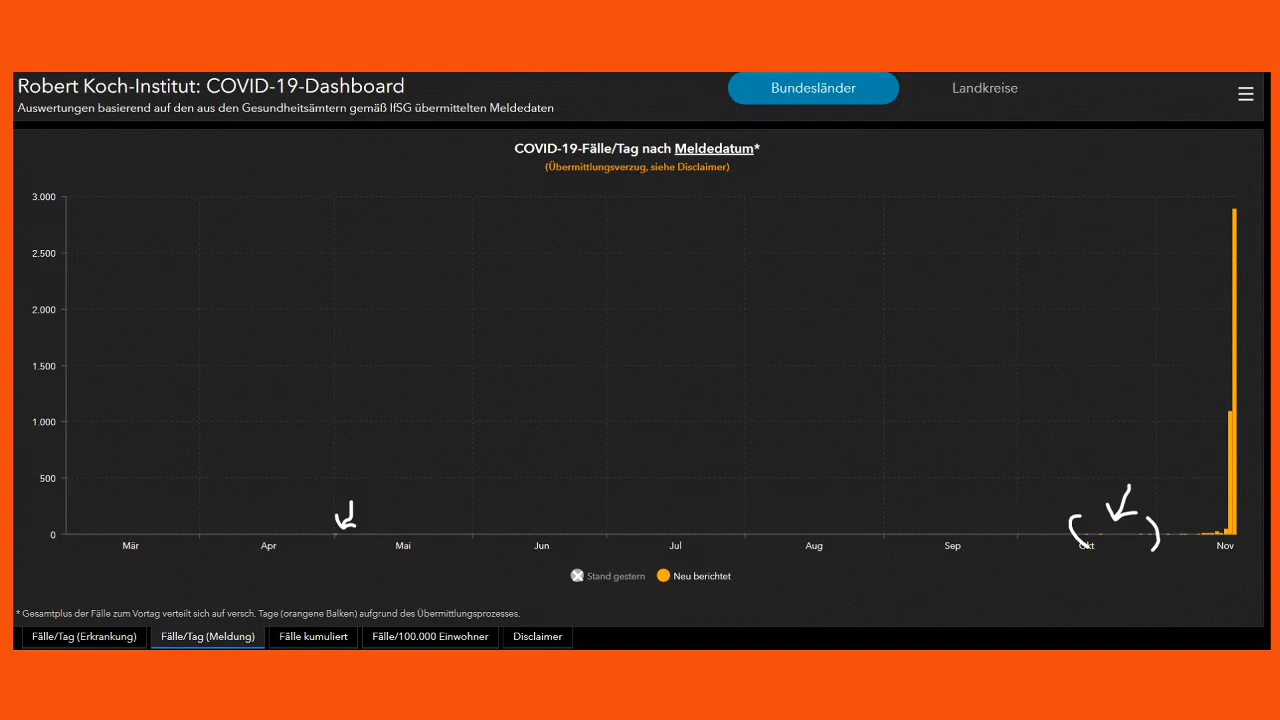 Robert Koch-Institut: COVID-19-Dashboard
Auswertungen basierend auf den aus den Gesundheitsämtern gemäß IfSG übermittelten Meldedaten
Bundesländer
Landkreise
COVID-19-Fälle/Tag nach Meldedatum*
(Übermittlungsverzug, siehe Disclaimer)
3.000
2.500
2.000
1.500
1.000
500
0
Mär Apr Mai Jun Jul Aug Sep Okt Nov
Stand gestern Neu berichtet
* Gesamtplus der Fälle zum Vortag verteilt sich auf versch. Tage (orangene Balken) aufgrund des Übermittlungsprozesses.
Fälle/Tag (Erkrankung) Fälle/Tag (Meldung) Fälle kumuliert Fälle/100.000 Einwohner Disclaimer